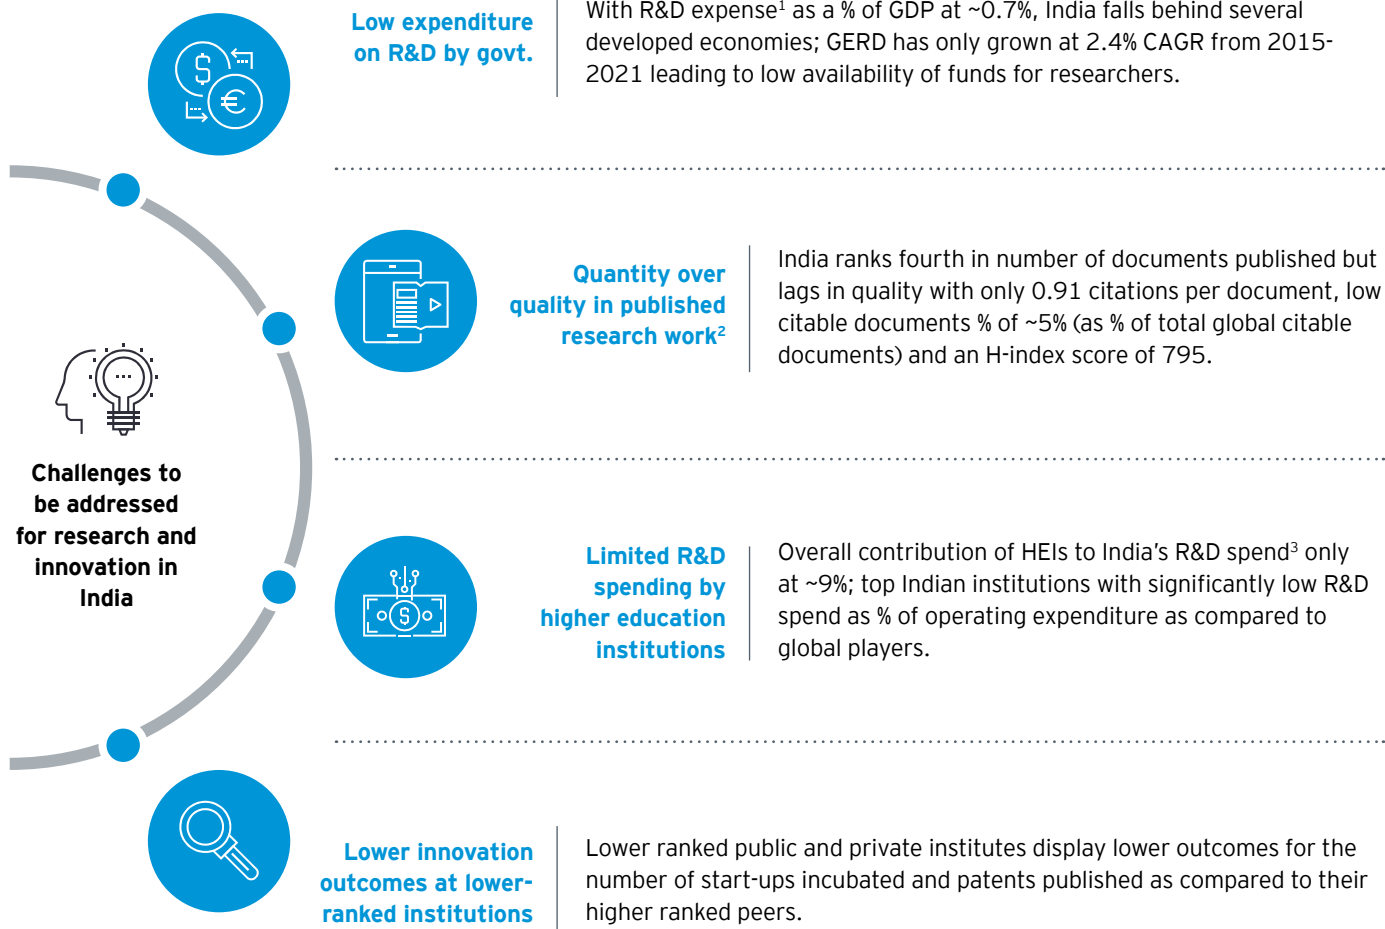 Low expenditure
on R&D by govt.
With R&D expense¹ as a % of GDP at ~0.7%, India falls behind several
developed economies; GERD has only grown at 2.4% CAGR from 2015-
2021 leading to low availability of funds for researchers.
Quantity over
quality in published
research work²
India ranks fourth in number of documents published but
lags in quality with only 0.91 citations per document, low
citable documents % of ~5% (as % of total global citable
documents) and an H-index score of 795.
Challenges to
be addressed
for research and
innovation in
India
Limited R&D
spending by
higher education
institutions
Overall contribution of HEIs to India’s R&D spend³ only
at ~9%; top Indian institutions with significantly low R&D
spend as % of operating expenditure as compared to
global players.
Lower innovation
outcomes at lower-
ranked institutions
Lower ranked public and private institutes display lower outcomes for the
number of start-ups incubated and patents published as compared to their
higher ranked peers.